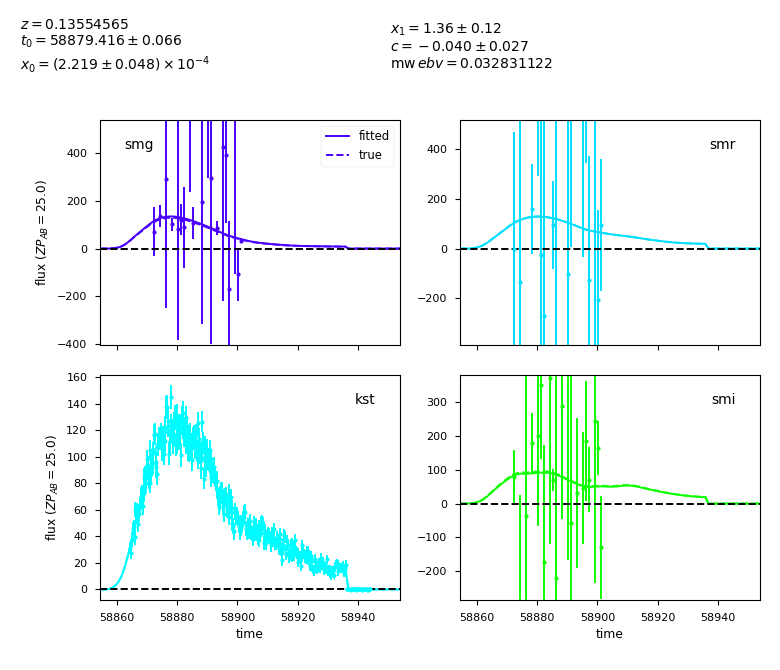 z = 0.13554565
t₀ = 58879.416 ± 0.066
x₀ = (2.219 ± 0.048) × 10⁻⁴
x₁ = 1.36 ± 0.12
c = −0.040 ± 0.027
mw ebv = 0.032831122
smg
fitted
true
400
200
0
−200
−400
flux (ZP_AB = 25.0)
smr
400
200
0
−200
kst
160
140
120
100
80
60
40
20
0
flux (ZP_AB = 25.0)
58860 58880 58900 58920 58940
time
smi
300
200
100
0
−100
−200
58860 58880 58900 58920 58940
time